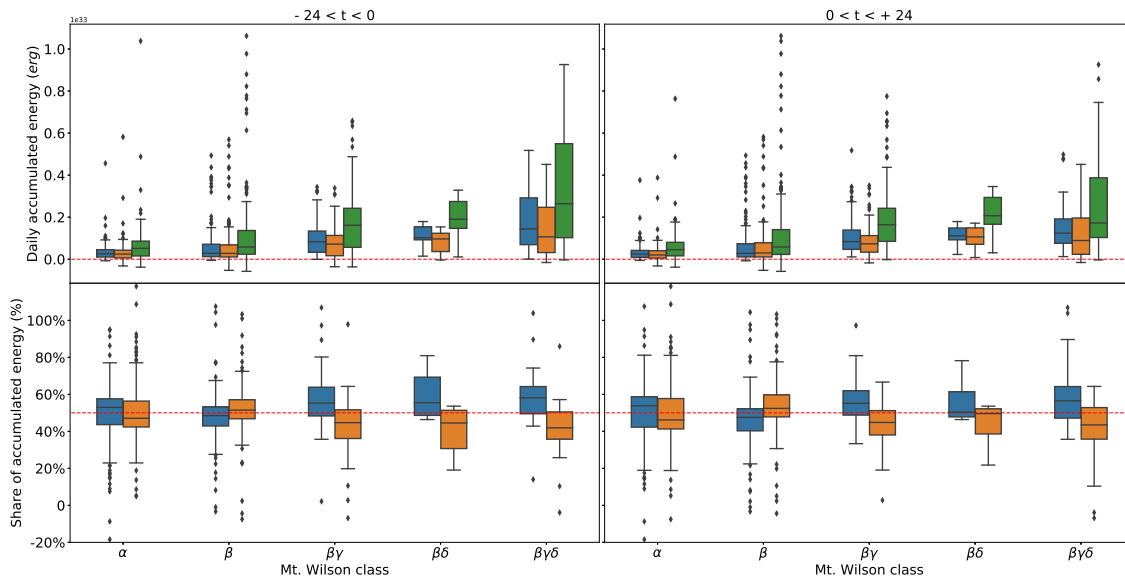 - 24 < t < 0
0 < t < + 24
1e33
Daily accumulated energy (erg)
1.0
0.8
0.6
0.4
0.2
0.0
Share of accumulated energy (%)
100%
80%
60%
40%
20%
0
-20%
α
β
βγ
βδ
βγδ
α
β
βγ
βδ
βγδ
Mt. Wilson class
Mt. Wilson class